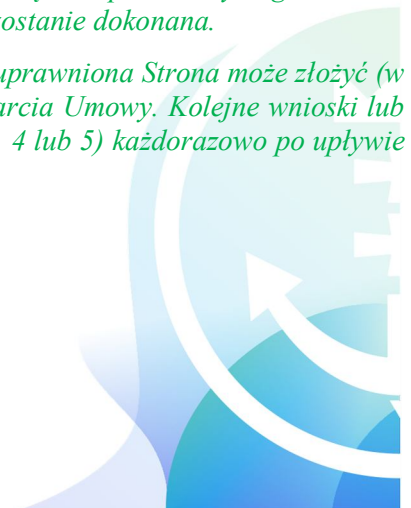 ostanie dokonana.
uprawniona Strona może złożyć (w
arcia Umowy. Kolejne wnioski lub
4 lub 5) każdorazowo po upływie